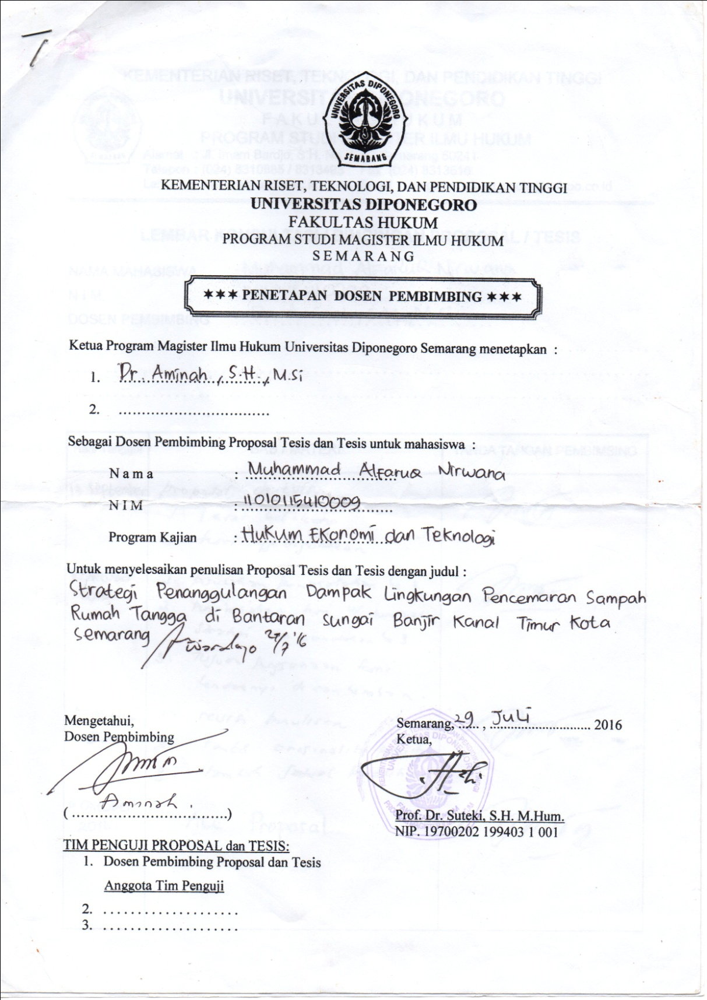 UNIVERSITAS DIPONEGORO
SEMARANG
KEMENTERIAN RISET, TEKNOLOGI, DAN PENDIDIKAN TINGGI
UNIVERSITAS DIPONEGORO
FAKULTAS HUKUM
PROGRAM STUDI MAGISTER ILMU HUKUM
SEMARANG
✶✶✶ PENETAPAN DOSEN PEMBIMBING ✶✶✶
Ketua Program Magister Ilmu Hukum Universitas Diponegoro Semarang menetapkan :
1. Dr. Aminah, S.H., M.Si
2. ................................
Sebagai Dosen Pembimbing Proposal Tesis dan Tesis untuk mahasiswa :
Nama : Muhammad Alfaruq Nirwana
NIM : 11010115410009
Program Kajian : Hukum Ekonomi dan Teknologi
Untuk menyelesaikan penulisan Proposal Tesis dan Tesis dengan judul :
Strategi Penanggulangan Dampak Lingkungan Pencemaran Sampah
Rumah Tangga di Bantaran Sungai Banjir Kanal Timur Kota
Semarang
Mengetahui,
Dosen Pembimbing
(Aminah.)
Semarang, 29, Juli 2016
Ketua,
Prof. Dr. Suteki, S.H. M.Hum.
NIP. 19700202 199403 1 001
TIM PENGUJI PROPOSAL dan TESIS:
1. Dosen Pembimbing Proposal dan Tesis
Anggota Tim Penguji
2. ....................
3. ....................